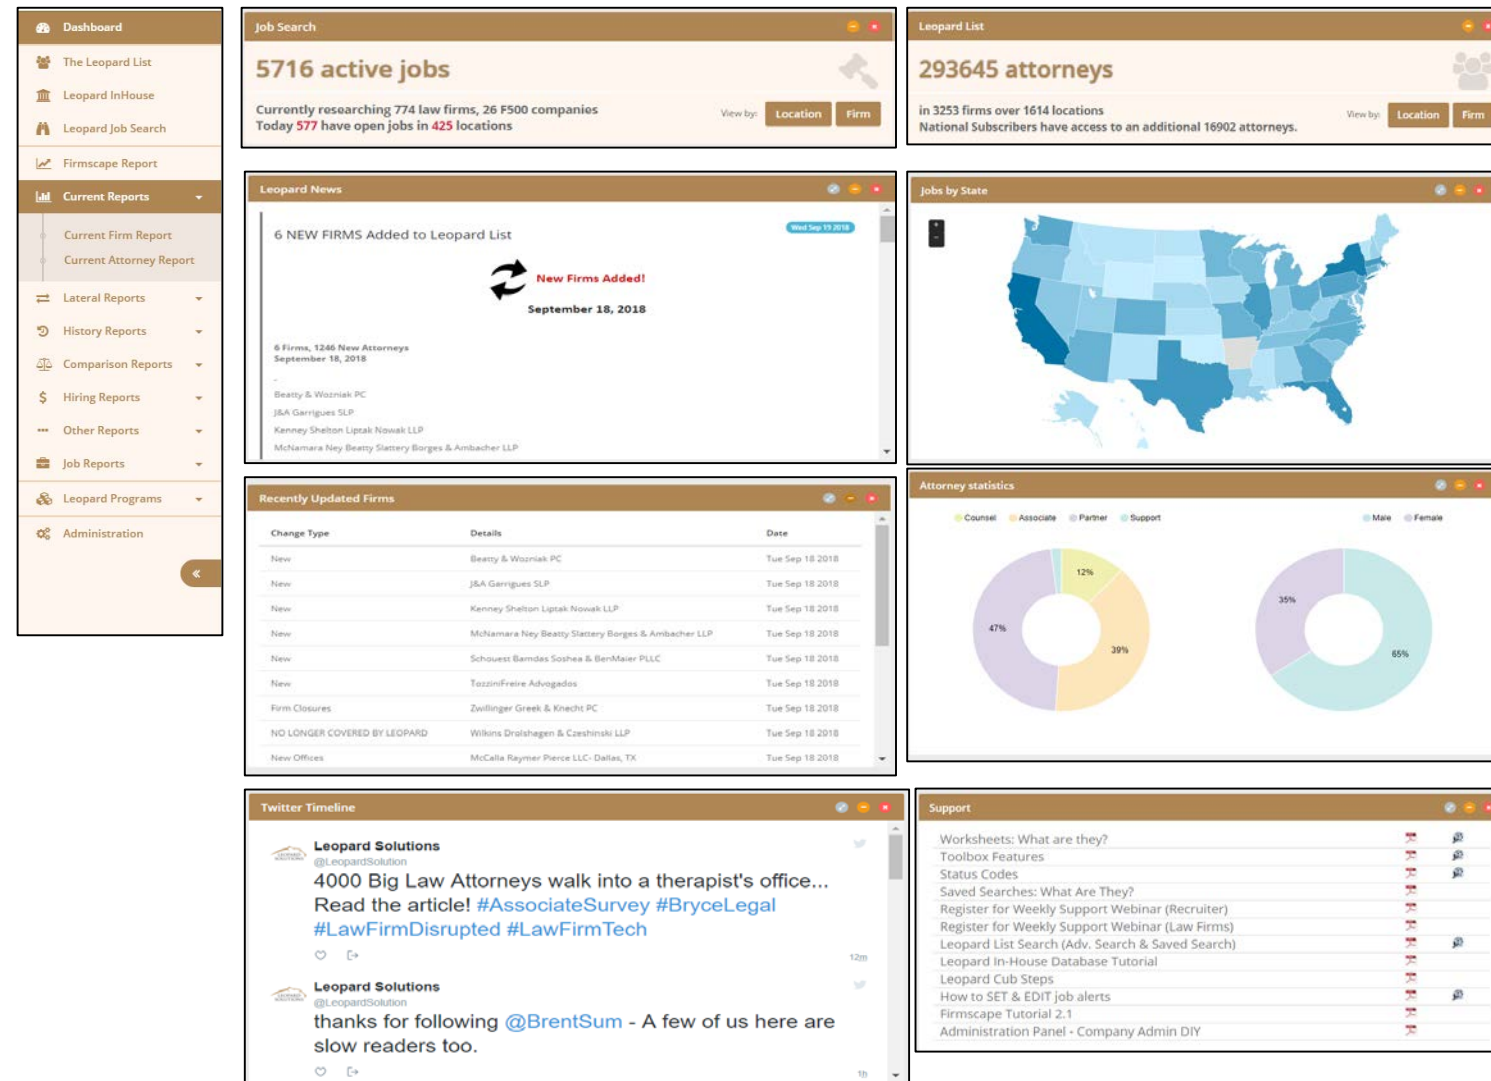 Dashboard
The Leopard List
Leopard InHouse
Leopard Job Search
Firmscape Report
Current Reports
Current Firm Report
Current Attorney Report
Lateral Reports
History Reports
Comparison Reports
Hiring Reports
Other Reports
Job Reports
Leopard Programs
Administration
Job Search
5716 active jobs
Currently researching 774 law firms, 26 F500 companies
Today 577 have open jobs in 425 locations
View by: Location Firm
Leopard List
293645 attorneys
in 3253 firms over 1614 locations
National Subscribers have access to an additional 16902 attorneys.
View by: Location Firm
Leopard News
6 NEW FIRMS Added to Leopard List
Wed Sep 19 2018
New Firms Added!
September 18, 2018
6 Firms, 1246 New Attorneys
September 18, 2018
-
Beatty & Wozniak PC
J&A Garrigues SLP
Kenney Shelton Liptak Nowak LLP
McNamara Ney Beatty Slattery Borges & Ambacher LLP
Jobs by State
Recently Updated Firms
Change Type Details Date
New Beatty & Wozniak PC Tue Sep 18 2018
New J&A Garrigues SLP Tue Sep 18 2018
New Kenney Shelton Liptak Nowak LLP Tue Sep 18 2018
New McNamara Ney Beatty Slattery Borges & Ambacher LLP Tue Sep 18 2018
New Schouest Bamdas Soshea & BenMaier PLLC Tue Sep 18 2018
New TozziniFreire Advogados Tue Sep 18 2018
Firm Closures Zwillinger Greek & Knecht PC Tue Sep 18 2018
NO LONGER COVERED BY LEOPARD Wilkins Drolshagen & Czeshinski LLP Tue Sep 18 2018
New Offices McCalla Raymer Pierce LLC- Dallas, TX Tue Sep 18 2018
Attorney statistics
Counsel Associate Partner Support
Male Female
12%
47%
39%
35%
65%
Twitter Timeline
Leopard Solutions
@LeopardSolution
4000 Big Law Attorneys walk into a therapist's office...
Read the article! #AssociateSurvey #BryceLegal
#LawFirmDisrupted #LawFirmTech
12m
Leopard Solutions
@LeopardSolution
thanks for following @BrentSum - A few of us here are
slow readers too.
1h
Support
Worksheets: What are they?
Toolbox Features
Status Codes
Saved Searches: What Are They?
Register for Weekly Support Webinar (Recruiter)
Register for Weekly Support Webinar (Law Firms)
Leopard List Search (Adv. Search & Saved Search)
Leopard In-House Database Tutorial
Leopard Cub Steps
How to SET & EDIT job alerts
Firmscape Tutorial 2.1
Administration Panel - Company Admin DIY